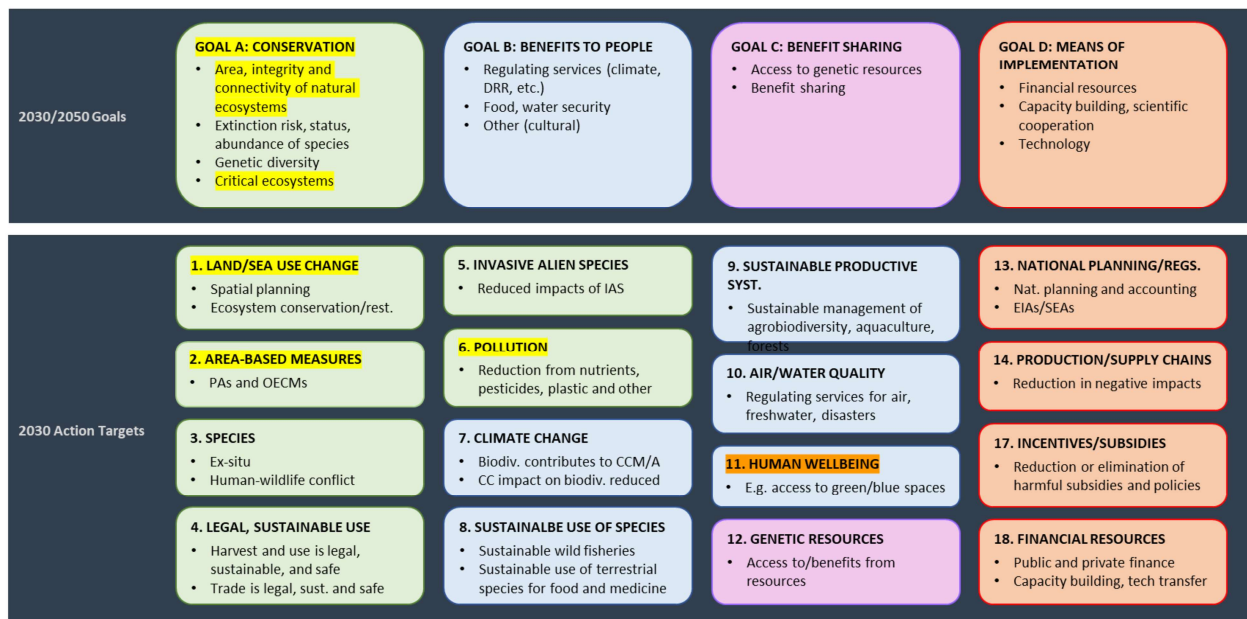 2030/2050 Goals
GOAL A: CONSERVATION
• Area, integrity and
connectivity of natural
ecosystems
• Extinction risk, status,
abundance of species
• Genetic diversity
• Critical ecosystems
GOAL B: BENEFITS TO PEOPLE
• Regulating services (climate,
DRR, etc.)
• Food, water security
• Other (cultural)
GOAL C: BENEFIT SHARING
• Access to genetic resources
• Benefit sharing
GOAL D: MEANS OF
IMPLEMENTATION
• Financial resources
• Capacity building, scientific
cooperation
• Technology
2030 Action Targets
1. LAND/SEA USE CHANGE
• Spatial planning
• Ecosystem conservation/rest.
2. AREA-BASED MEASURES
• PAs and OECMs
3. SPECIES
• Ex-situ
• Human-wildlife conflict
4. LEGAL, SUSTAINABLE USE
• Harvest and use is legal,
sustainable, and safe
• Trade is legal, sust. and safe
5. INVASIVE ALIEN SPECIES
• Reduced impacts of IAS
6. POLLUTION
• Reduction from nutrients,
pesticides, plastic and other
7. CLIMATE CHANGE
• Biodiv. contributes to CCM/A
• CC impact on biodiv. reduced
8. SUSTAINALBE USE OF SPECIES
• Sustainable wild fisheries
• Sustainable use of terrestrial
species for food and medicine
9. SUSTAINABLE PRODUCTIVE
SYST.
• Sustainable management of
agrobiodiversity, aquaculture,
forests
10. AIR/WATER QUALITY
• Regulating services for air,
freshwater, disasters
11. HUMAN WELLBEING
• E.g. access to green/blue spaces
12. GENETIC RESOURCES
• Access to/benefits from
resources
13. NATIONAL PLANNING/REGS.
• Nat. planning and accounting
• EIAs/SEAs
14. PRODUCTION/SUPPLY CHAINS
• Reduction in negative impacts
17. INCENTIVES/SUBSIDIES
• Reduction or elimination of
harmful subsidies and policies
18. FINANCIAL RESOURCES
• Public and private finance
• Capacity building, tech transfer